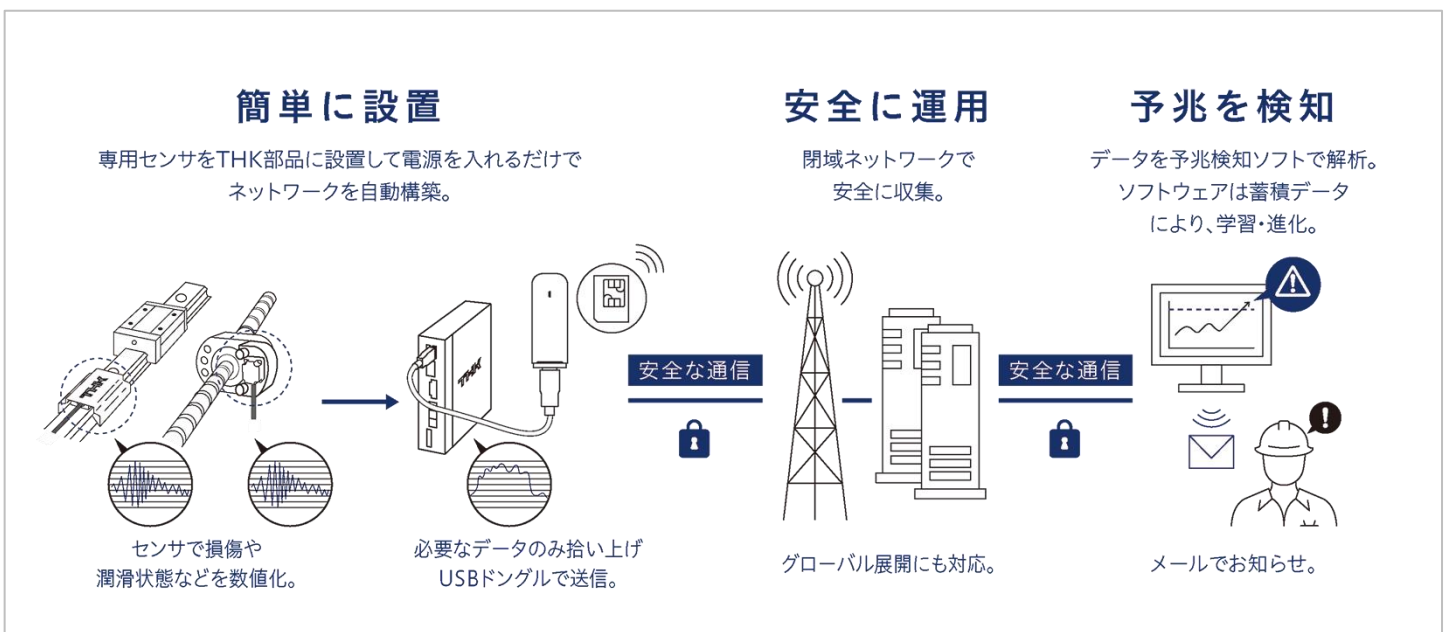 簡単に設置
専用センサをTHK部品に設置して電源を入れるだけで
ネットワークを自動構築。
THK
THK
センサで損傷や
潤滑状態などを数値化。
必要なデータのみ拾い上げ
USBドングルで送信。
安全な通信
安全に運用
閉域ネットワークで
安全に収集。
グローバル展開にも対応。
安全な通信
予兆を検知
データを予兆検知ソフトで解析。
ソフトウェアは蓄積データ
により、学習・進化。
メールでお知らせ。